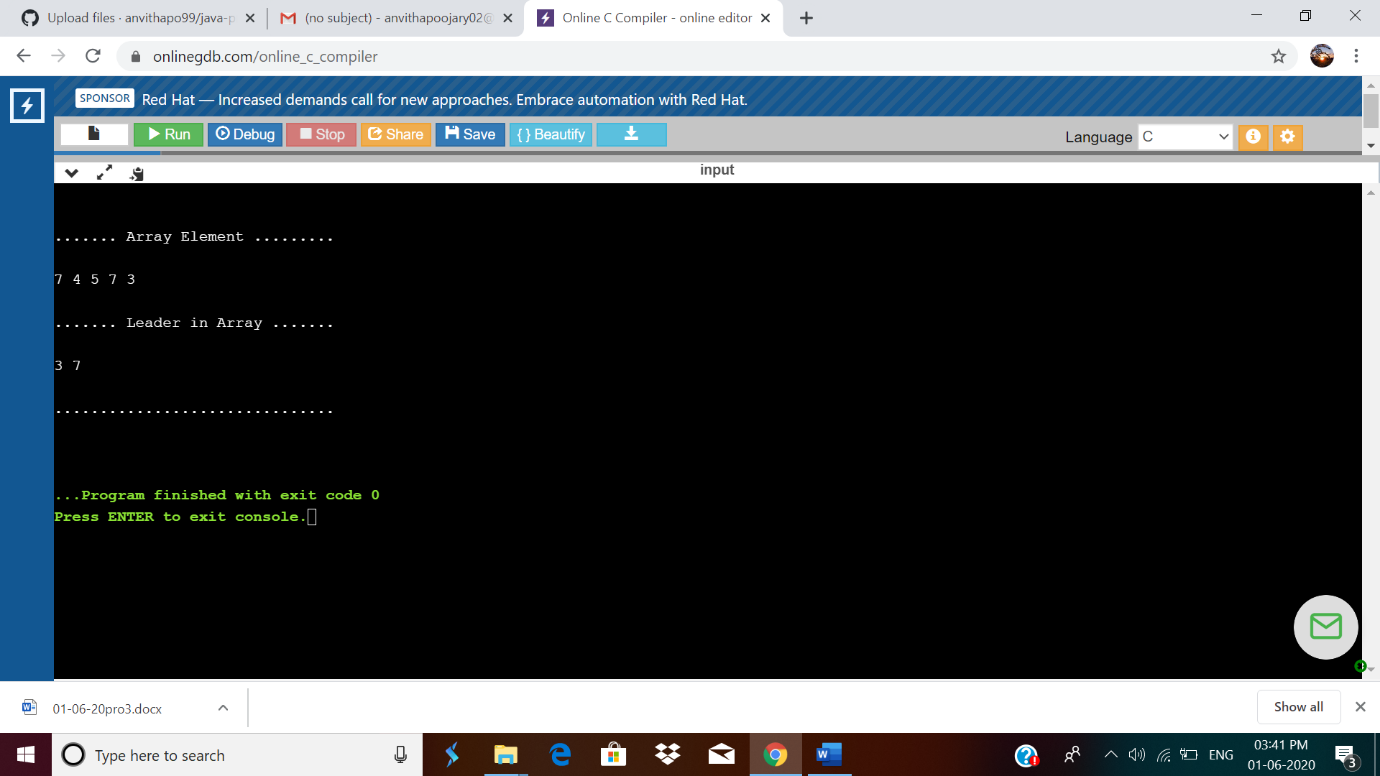 Upload files · anvithapo99/java-p
(no subject) - anvithapoojary02@
Online C Compiler - online editor
onlinegdb.com/online_c_compiler
SPONSOR Red Hat — Increased demands call for new approaches. Embrace automation with Red Hat.
Run Debug Stop Share Save { } Beautify
Language C
input
....... Array Element .........
7 4 5 7 3
....... Leader in Array .......
3 7
...............................
...Program finished with exit code 0
Press ENTER to exit console.
01-06-20pro3.docx
Show all
Type here to search
ENG
03:41 PM
01-06-2020
3